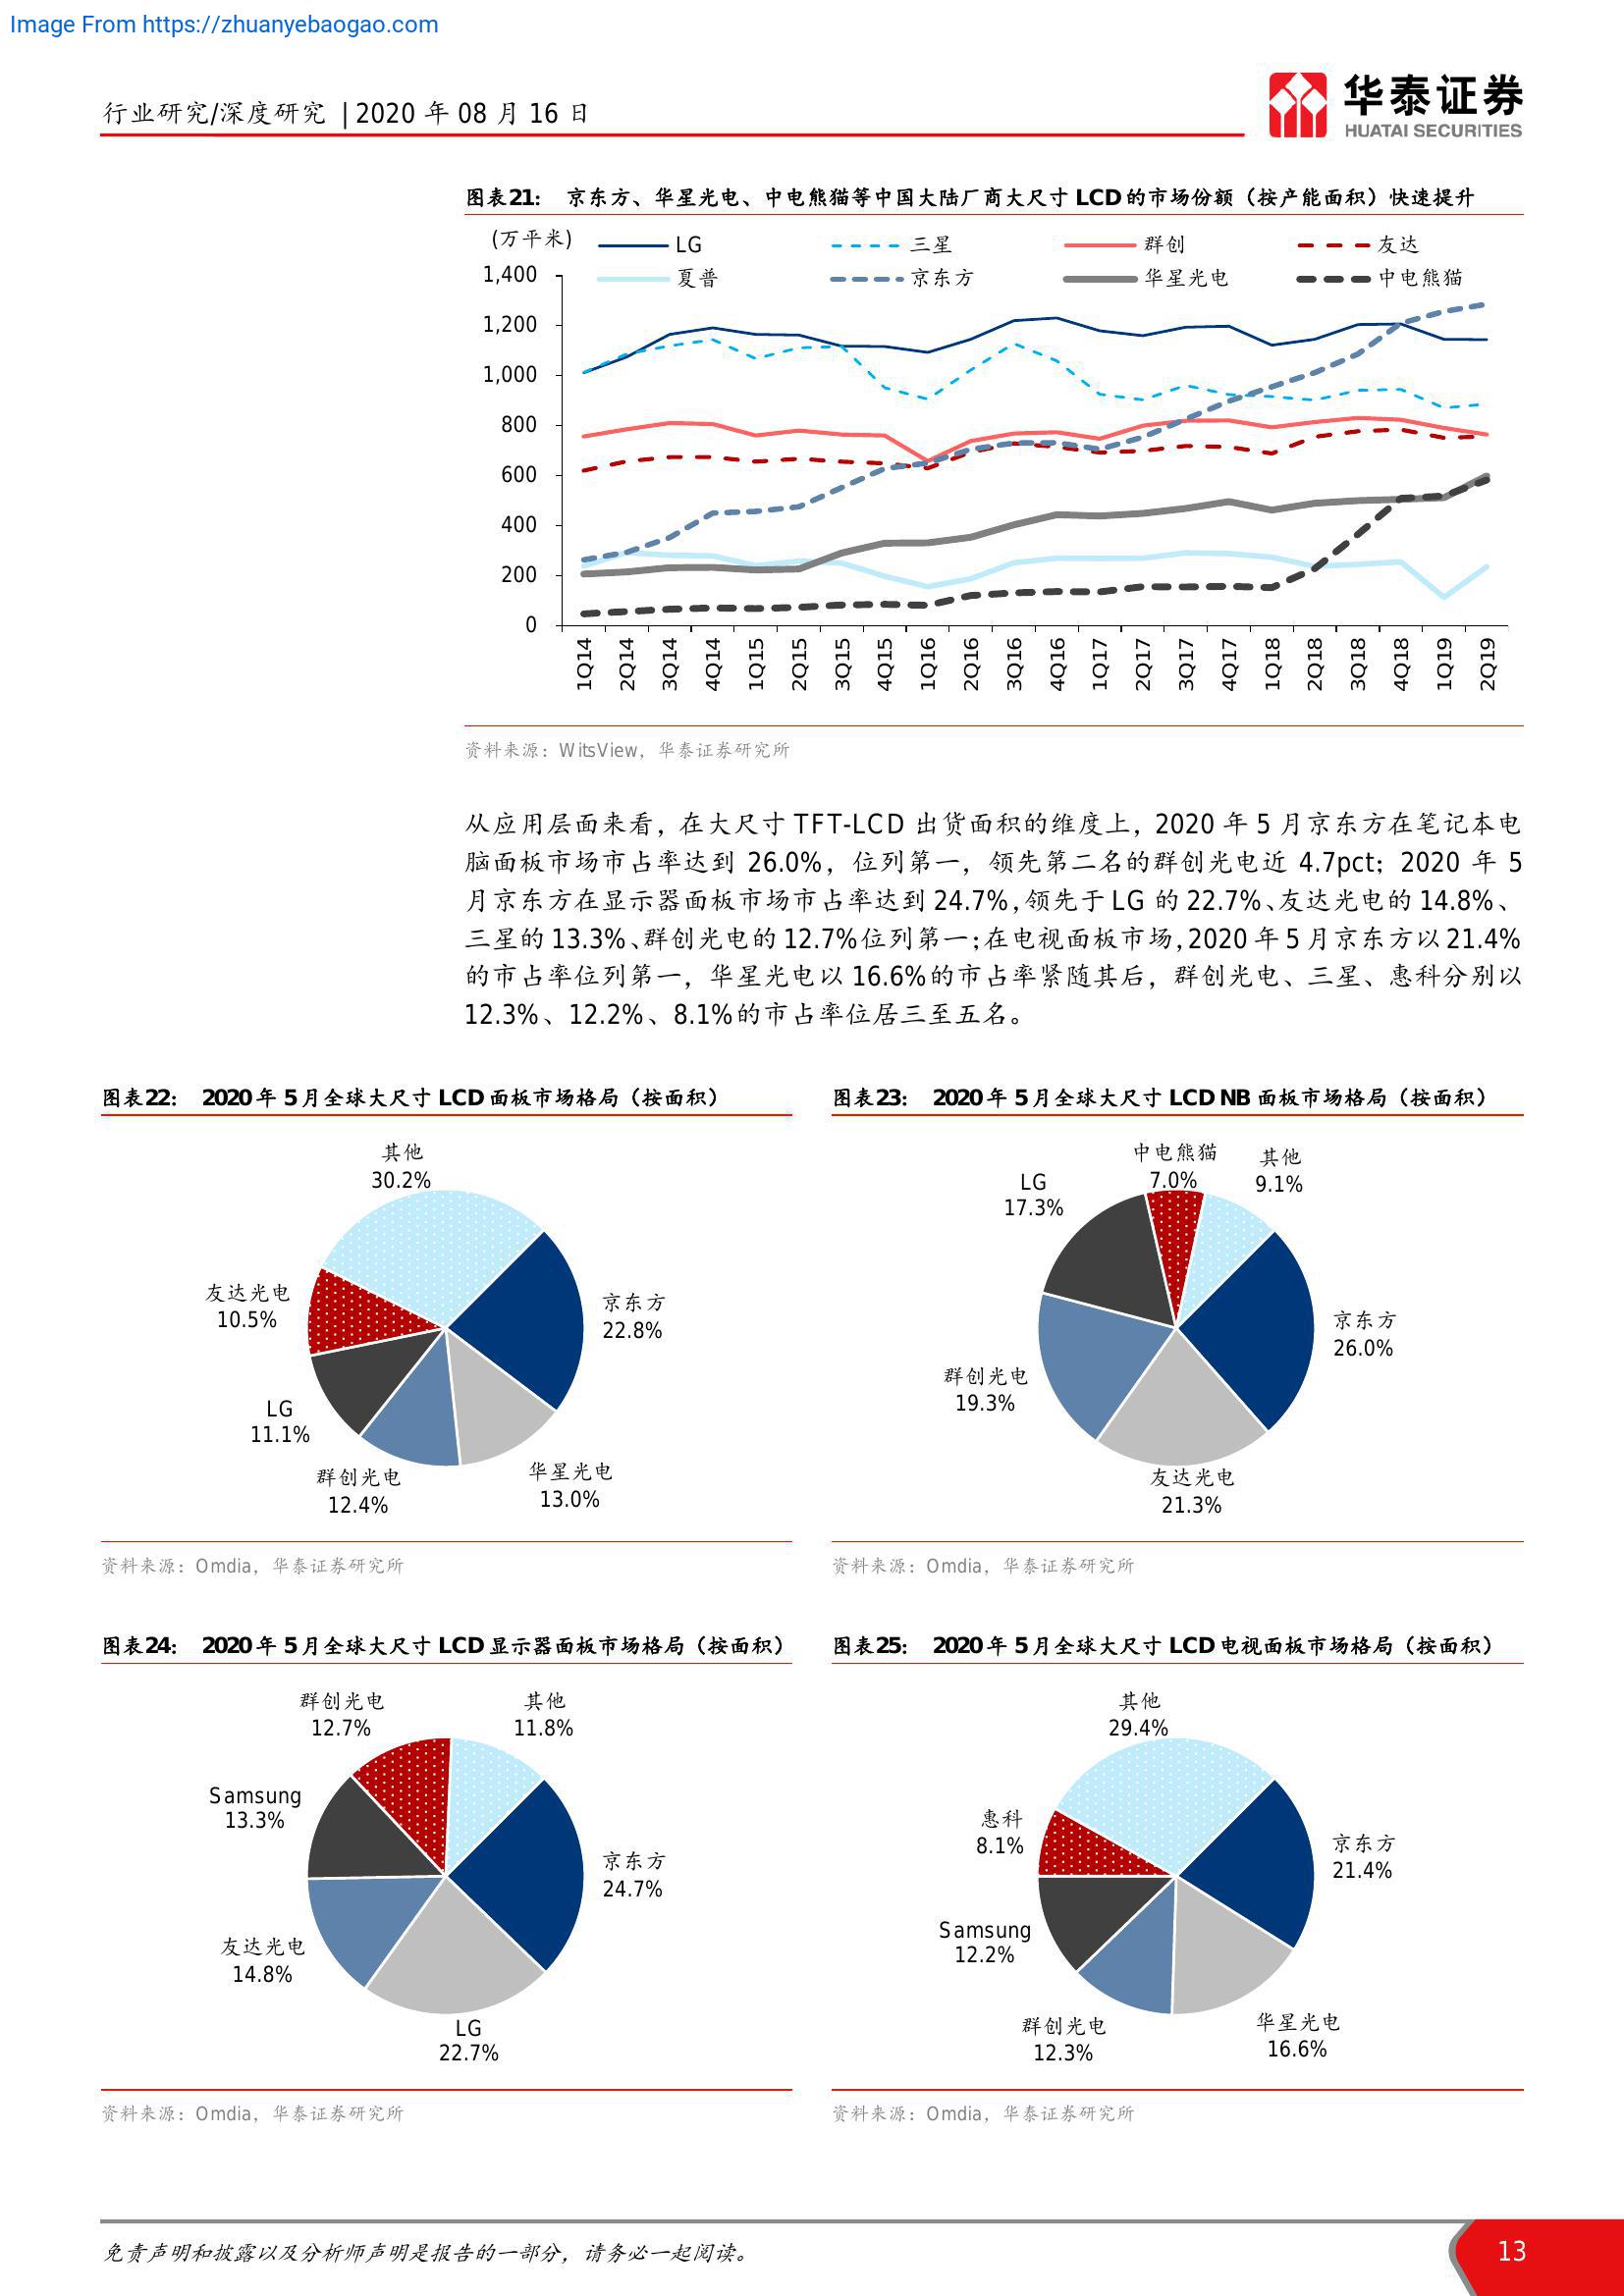 Image From https://zhuanyebaogao.com
行业研究/深度研究 | 2020 年 08 月 16 日
华泰证券
HUATAI SECURITIES
图表21: 京东方、华星光电、中电熊猫等中国大陆厂商大尺寸 LCD 的市场份额（按产能面积）快速提升
(万平米)
LG 三星 群创 友达
夏普 京东方 华星光电 中电熊猫
1,400
1,200
1,000
800
600
400
200
0
1Q14 2Q14 3Q14 4Q14 1Q15 2Q15 3Q15 4Q15 1Q16 2Q16 3Q16 4Q16 1Q17 2Q17 3Q17 4Q17 1Q18 2Q18 3Q18 4Q18 1Q19 2Q19
资料来源：WitsView，华泰证券研究所
从应用层面来看，在大尺寸 TFT-LCD 出货面积的维度上，2020 年 5 月京东方在笔记本电
脑面板市场市占率达到 26.0%，位列第一，领先第二名的群创光电近 4.7pct；2020 年 5
月京东方在显示器面板市场市占率达到 24.7%，领先于 LG 的 22.7%、友达光电的 14.8%、
三星的 13.3%、群创光电的 12.7%位列第一；在电视面板市场，2020 年 5 月京东方以 21.4%
的市占率位列第一，华星光电以 16.6%的市占率紧随其后，群创光电、三星、惠科分别以
12.3%、12.2%、8.1%的市占率位居三至五名。
图表22: 2020 年 5 月全球大尺寸 LCD 面板市场格局（按面积）
其他
30.2%
友达光电
10.5%
京东方
22.8%
LG
11.1%
群创光电
12.4%
华星光电
13.0%
资料来源：Omdia，华泰证券研究所
图表23: 2020 年 5 月全球大尺寸 LCD NB 面板市场格局（按面积）
中电熊猫
7.0%
其他
9.1%
LG
17.3%
京东方
26.0%
群创光电
19.3%
友达光电
21.3%
资料来源：Omdia，华泰证券研究所
图表24: 2020 年 5 月全球大尺寸 LCD 显示器面板市场格局（按面积）
群创光电
12.7%
其他
11.8%
Samsung
13.3%
京东方
24.7%
友达光电
14.8%
LG
22.7%
资料来源：Omdia，华泰证券研究所
图表25: 2020 年 5 月全球大尺寸 LCD 电视面板市场格局（按面积）
其他
29.4%
惠科
8.1%
京东方
21.4%
Samsung
12.2%
群创光电
12.3%
华星光电
16.6%
资料来源：Omdia，华泰证券研究所
免责声明和披露以及分析师声明是报告的一部分，请务必一起阅读。
13